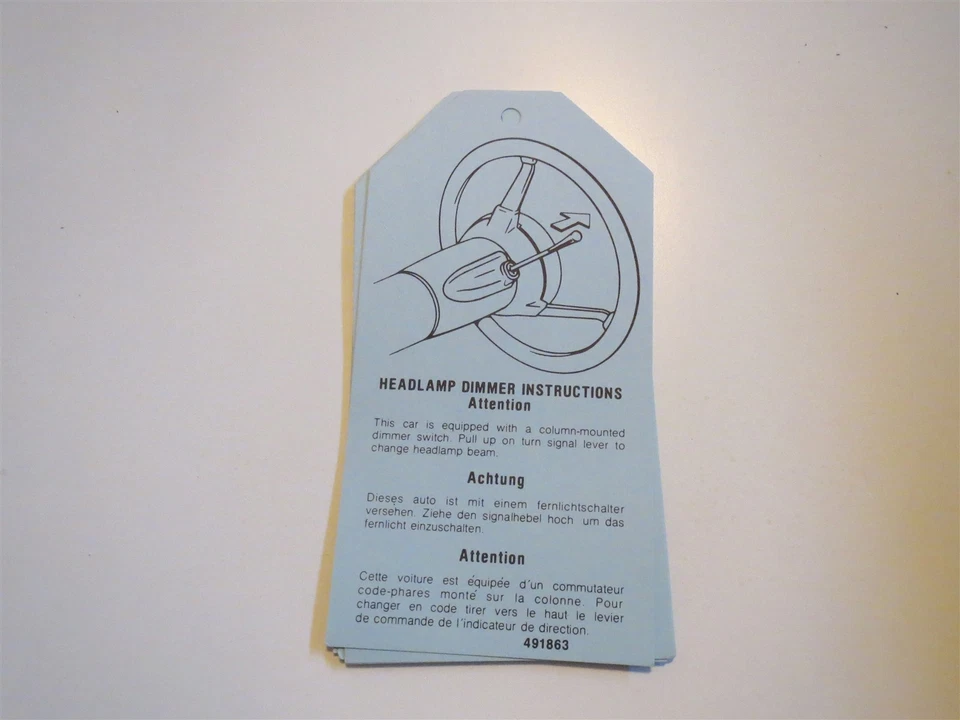 HEADLAMP DIMMER INSTRUCTIONS
Attention
This car is equipped with a column-mounted
dimmer switch. Pull up on turn signal lever to
change headlamp beam.
Achtung
Dieses auto ist mit einem fernlichtschalter
versehen. Ziehe den signalhebel hoch um das
fernlicht einzuschalten.
Attention
Cette voiture est équipée d'un commutateur
code-phares monté sur la colonne. Pour
changer en code tirer vers le haut le levier
de commande de l'indicateur de direction.
491863